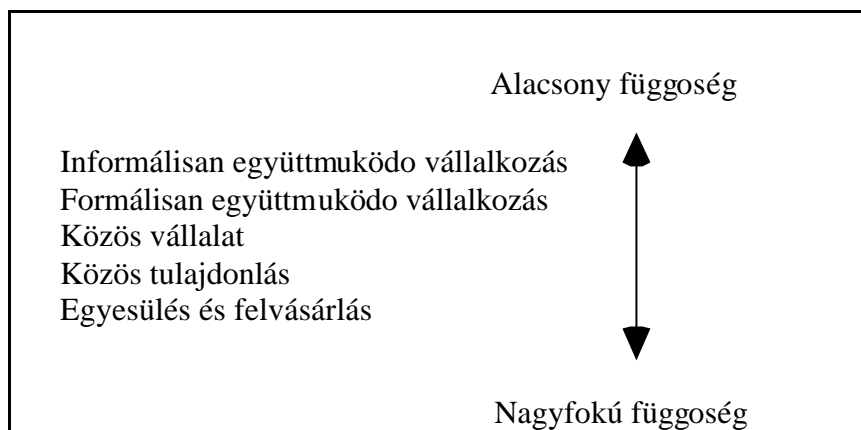 Alacsony függoség
Informálisan együttmuködo vállalkozás
Formálisan együttmuködo vállalkozás
Közös vállalat
Közös tulajdonlás
Egyesülés és felvásárlás
Nagyfokú függoség